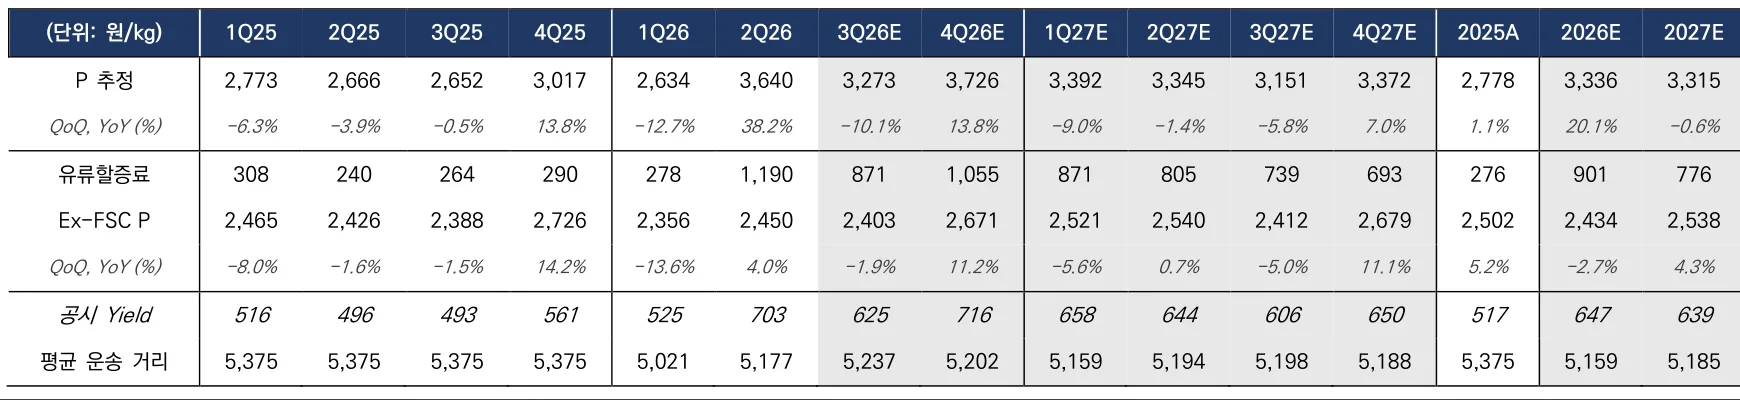 (단위: 원/kg) 1Q25 2Q25 3Q25 4Q25 1Q26 2Q26 3Q26E 4Q26E 1Q27E 2Q27E 3Q27E 4Q27E 2025A 2026E 2027E
P 추정 2,773 2,666 2,652 3,017 2,634 3,640 3,273 3,726 3,392 3,345 3,151 3,372 2,778 3,336 3,315
QoQ, YoY (%) -6.3% -3.9% -0.5% 13.8% -12.7% 38.2% -10.1% 13.8% -9.0% -1.4% -5.8% 7.0% 1.1% 20.1% -0.6%
유류할증료 308 240 264 290 278 1,190 871 1,055 871 805 739 693 276 901 776
Ex-FSC P 2,465 2,426 2,388 2,726 2,356 2,450 2,403 2,671 2,521 2,540 2,412 2,679 2,502 2,434 2,538
QoQ, YoY (%) -8.0% -1.6% -1.5% 14.2% -13.6% 4.0% -1.9% 11.2% -5.6% 0.7% -5.0% 11.1% 5.2% -2.7% 4.3%
공시 Yield 516 496 493 561 525 703 625 716 658 644 606 650 517 647 639
평균 운송 거리 5,375 5,375 5,375 5,375 5,021 5,177 5,237 5,202 5,159 5,194 5,198 5,188 5,375 5,159 5,185